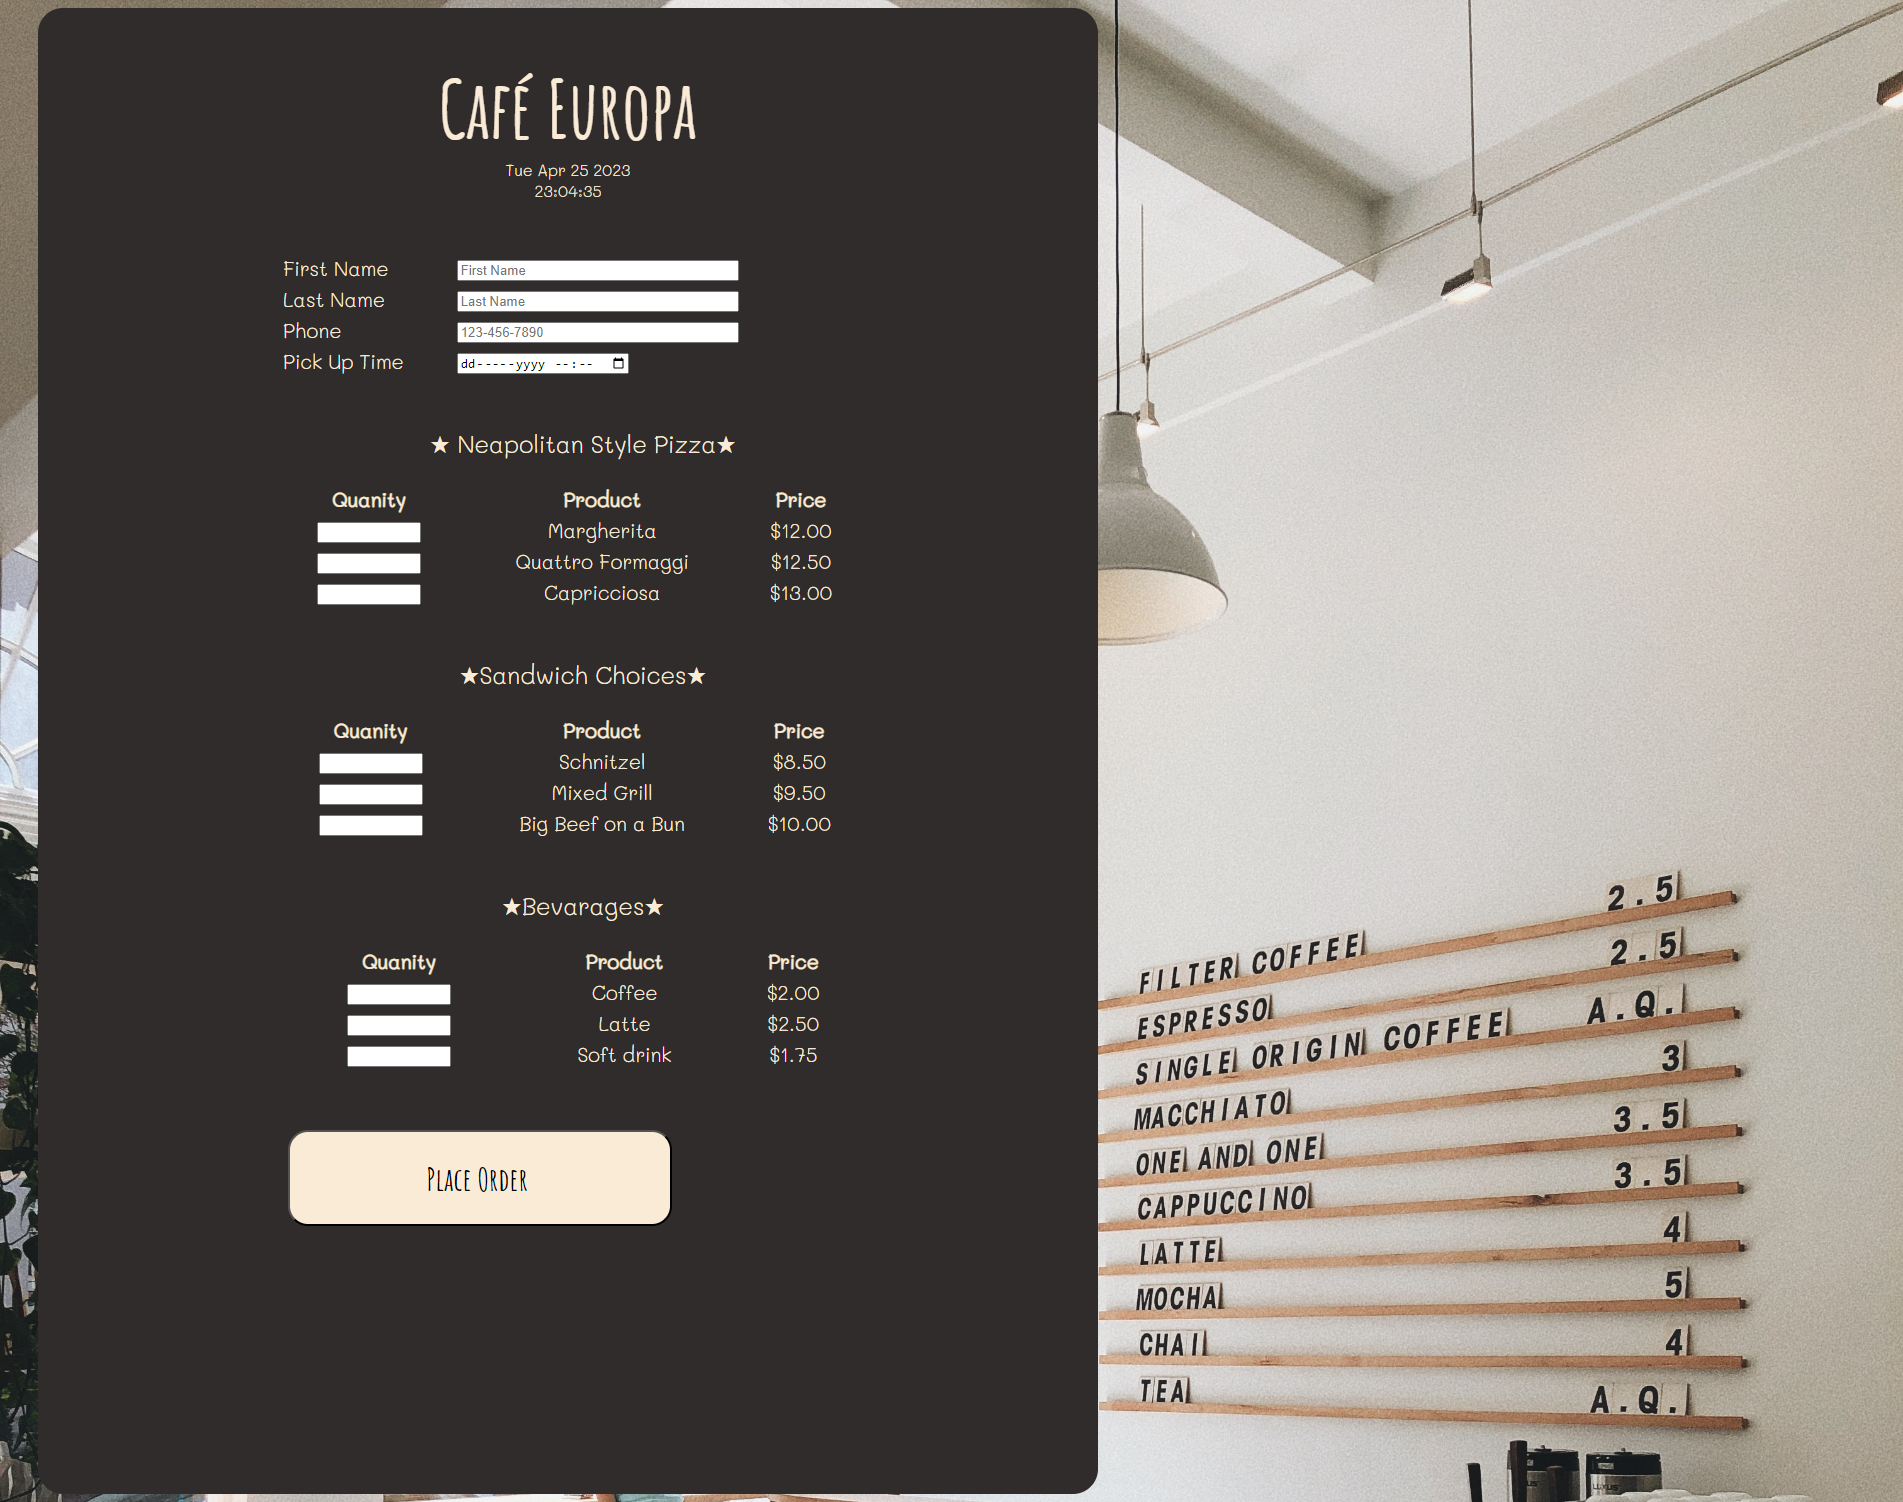 Café Europa
Tue Apr 25 2023
23:04:35
First Name First Name
Last Name Last Name
Phone 123-456-7890
Pick Up Time dd-----yyyy --:--
★ Neapolitan Style Pizza★
Quanity Product Price
Margherita $12.00
Quattro Formaggi $12.50
Capricciosa $13.00
★Sandwich Choices★
Quanity Product Price
Schnitzel $8.50
Mixed Grill $9.50
Big Beef on a Bun $10.00
★Bevarages★
Quanity Product Price
Coffee $2.00
Latte $2.50
Soft drink $1.75
Place Order
FILTER COFFEE 2.5
ESPRESSO 2.5
SINGLE ORIGIN COFFEE A.Q.
MACCHIATO 3
ONE AND ONE 3.5
CAPPUCCINO 3.5
LATTE 4
MOCHA 5
CHAI 4
TEA A.Q.